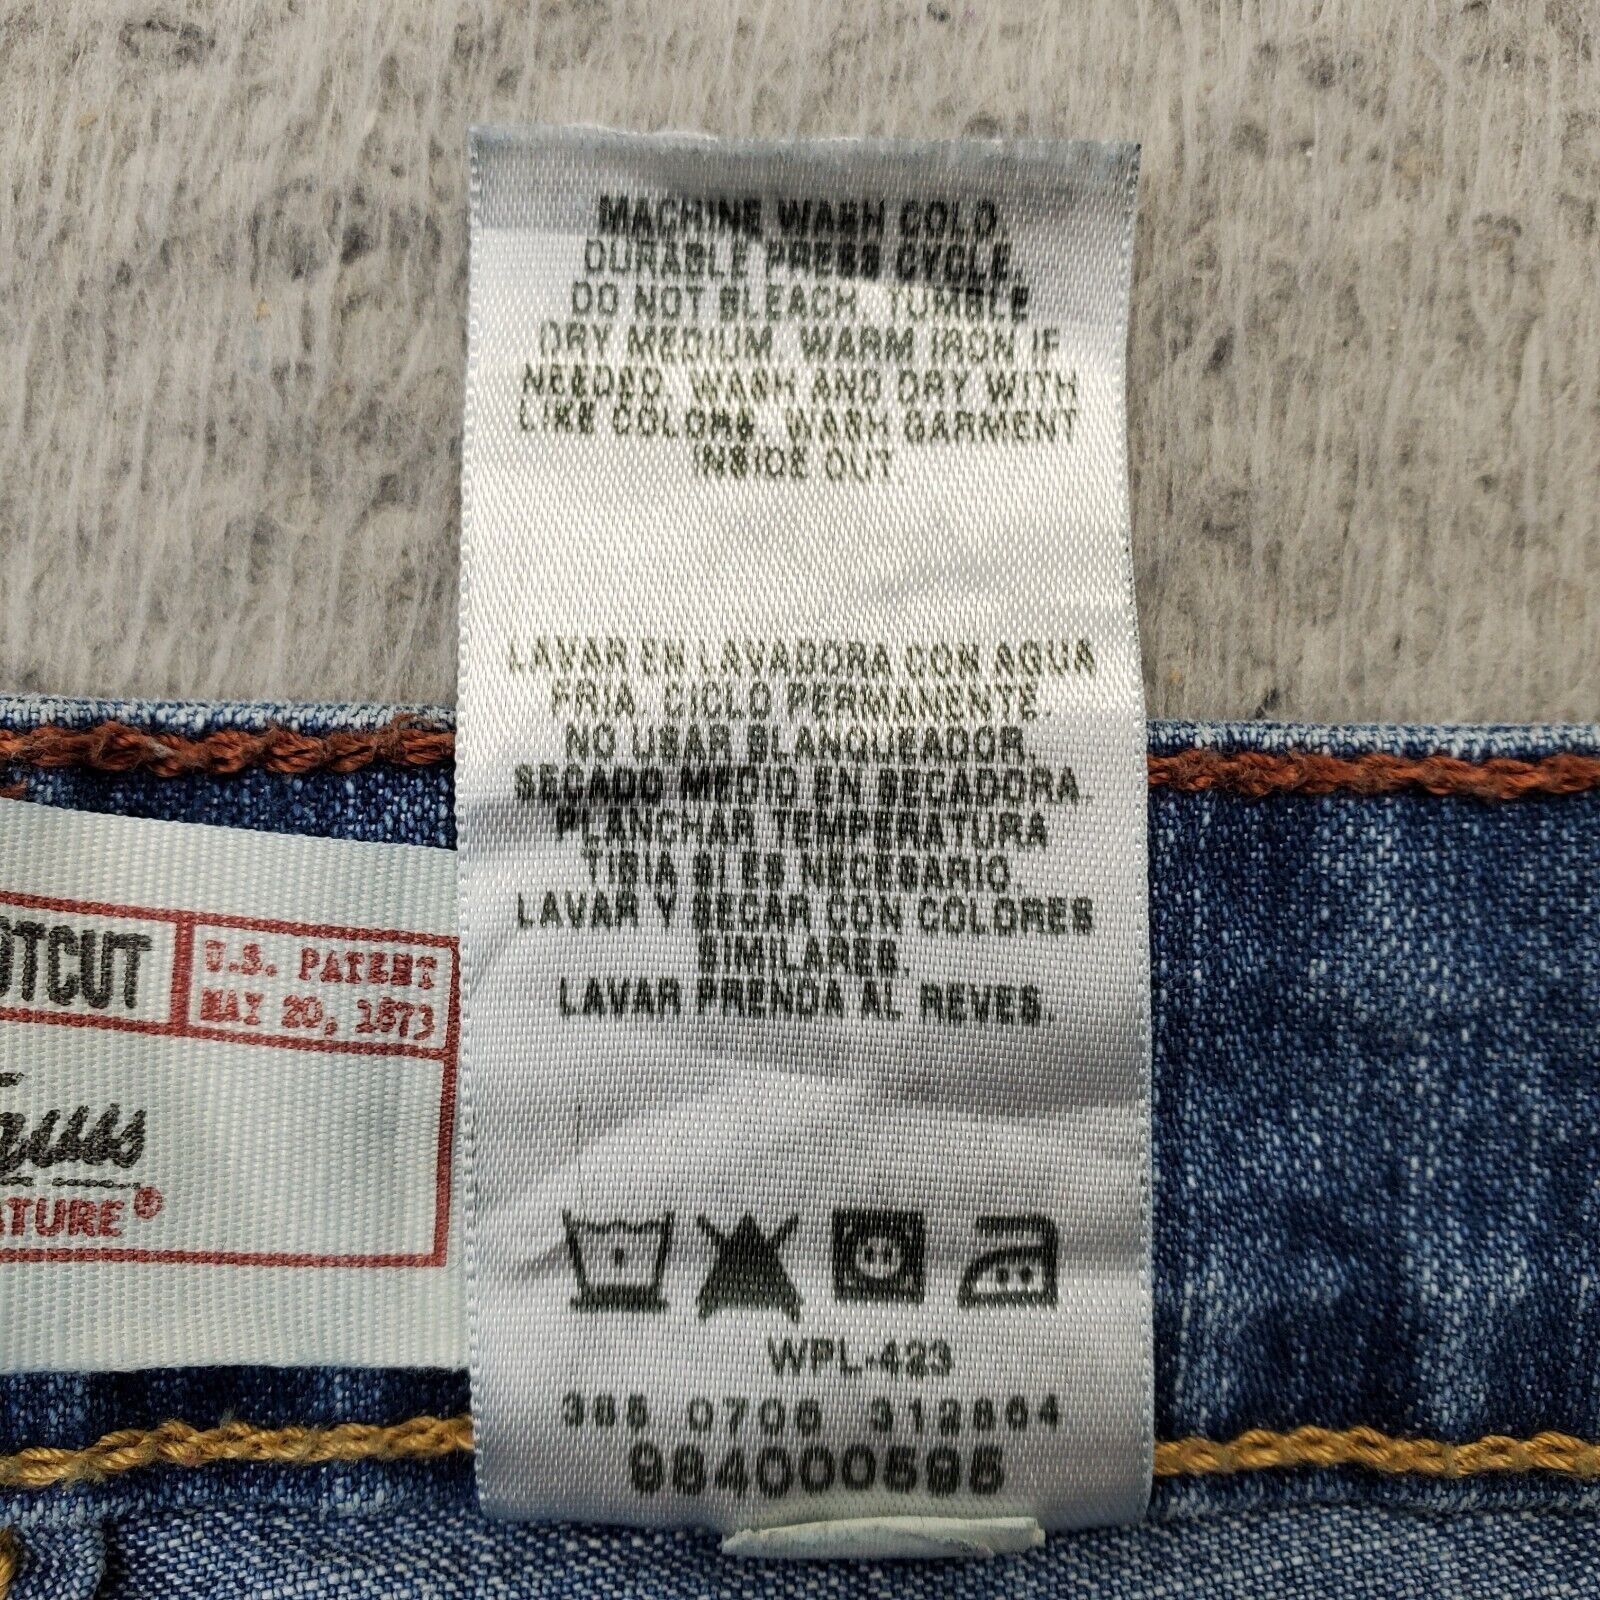 MACHINE WASH COLD
DURABLE PRESS CYCLE.
DO NOT BLEACH. TUMBLE
DRY MEDIUM. WARM IRON IF
NEEDED. WASH AND DRY WITH
LIKE COLORS. WASH GARMENT
INSIDE OUT.
LAVAR EN LAVADORA CON AGUA
FRIA. CICLO PERMANENTE.
NO USAR BLANQUEADOR.
SECADO MEDIO EN SECADORA.
PLANCHAR TEMPERATURA
TIBIA SI ES NECESARIO.
LAVAR Y SECAR CON COLORES
SIMILARES.
LAVAR PRENDA AL REVES.
OTCUT
U.S. PATENT
MAY 20, 1873
auss
ATURE®
WPL-423
0706
984000595